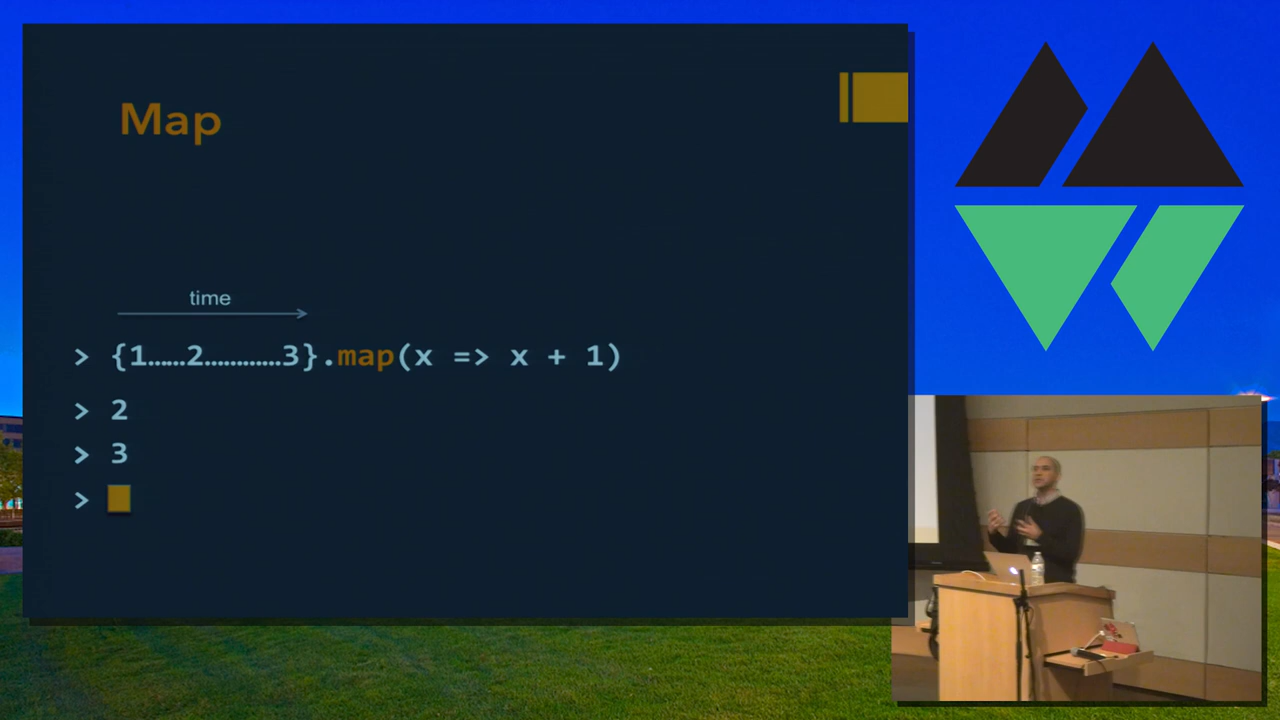 Map
time
> {1......2............3}.map(x => x + 1)
> 2
> 3
>